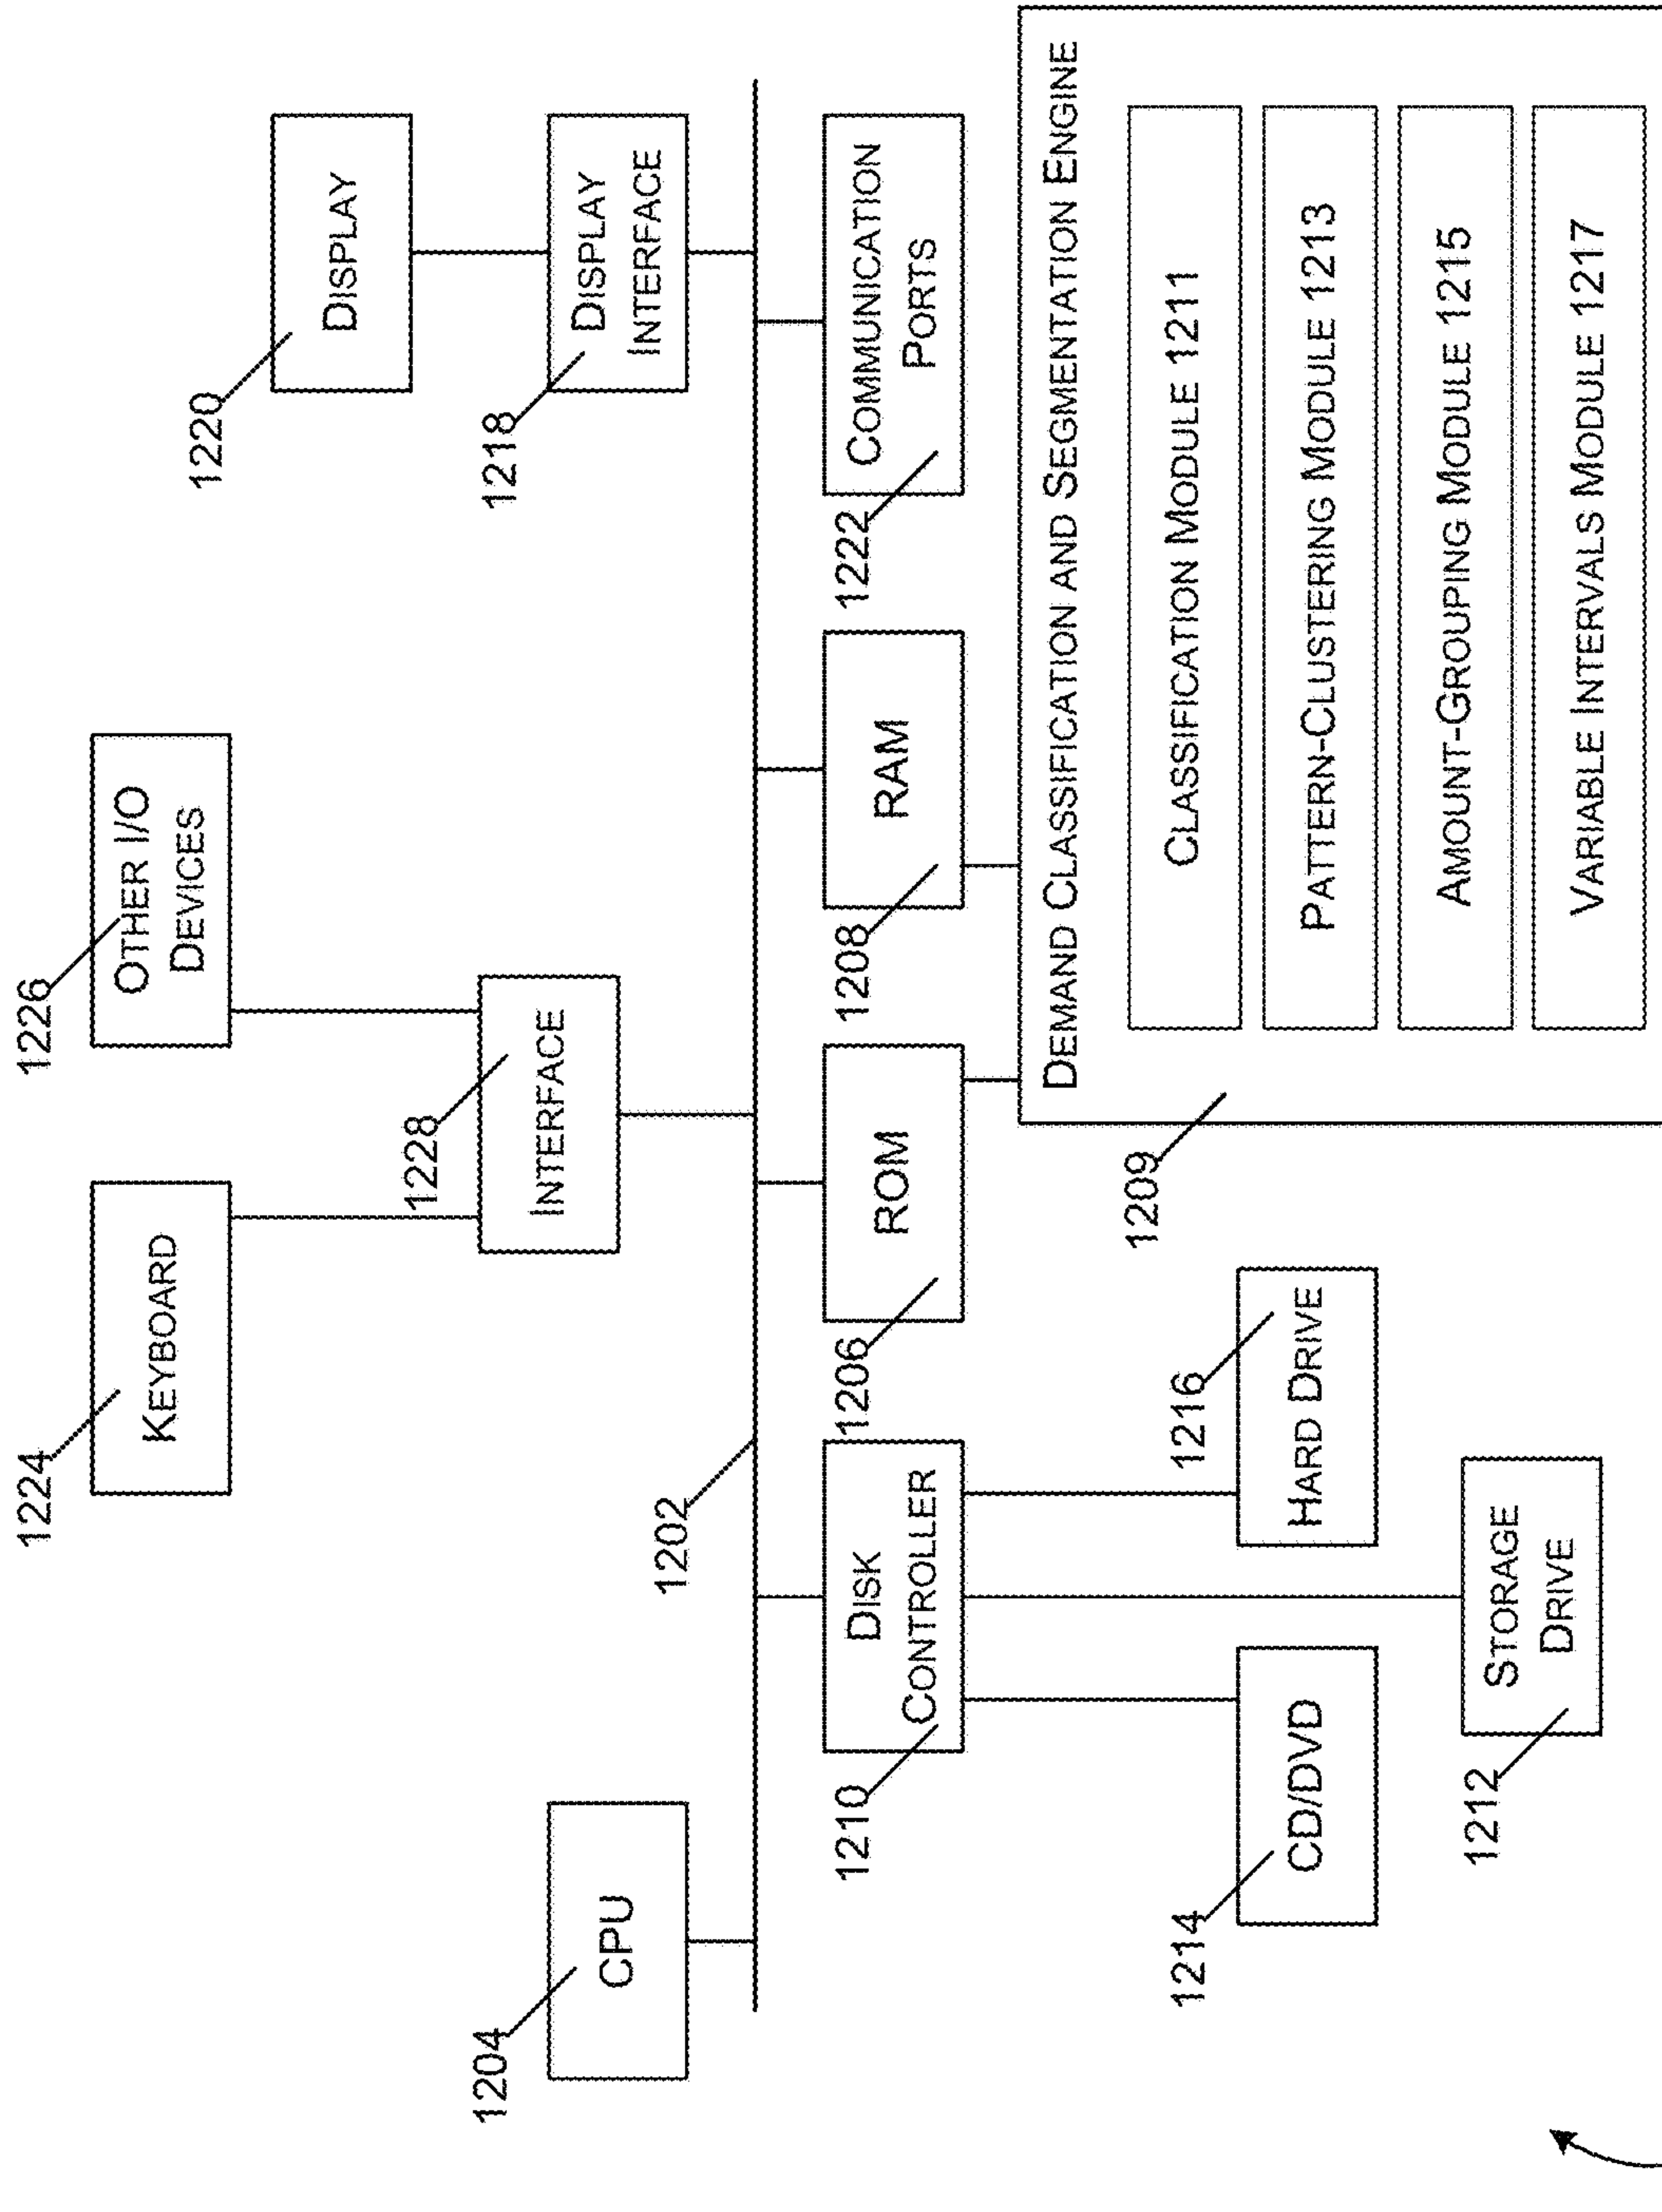 1224
KEYBOARD
1226
OTHER I/O
DEVICES
1220
DISPLAY
1228
INTERFACE
1218
DISPLAY
INTERFACE
1204
CPU
1202
1210
DISK
CONTROLLER
1206
ROM
1208
RAM
1222
COMMUNICATION
PORTS
1214
CD/DVD
1216
HARD DRIVE
1212
STORAGE
DRIVE
1209
DEMAND CLASSIFICATION AND SEGMENTATION ENGINE
CLASSIFICATION MODULE 1211
PATTERN-CLUSTERING MODULE 1213
AMOUNT-GROUPING MODULE 1215
VARIABLE INTERVALS MODULE 1217